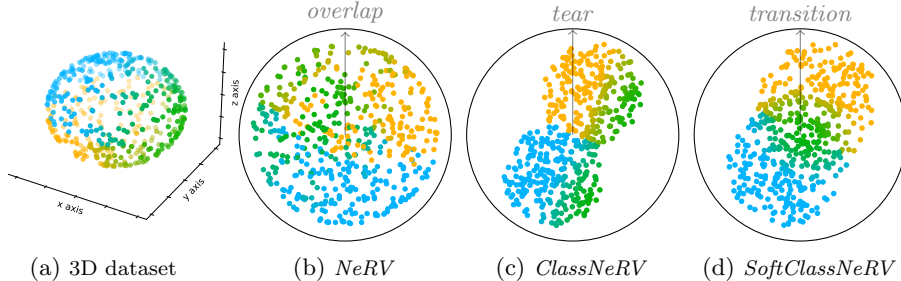 overlap
tear
transition
z axis
y axis
x axis
(a) 3D dataset
(b) NeRV
(c) ClassNeRV
(d) SoftClassNeRV